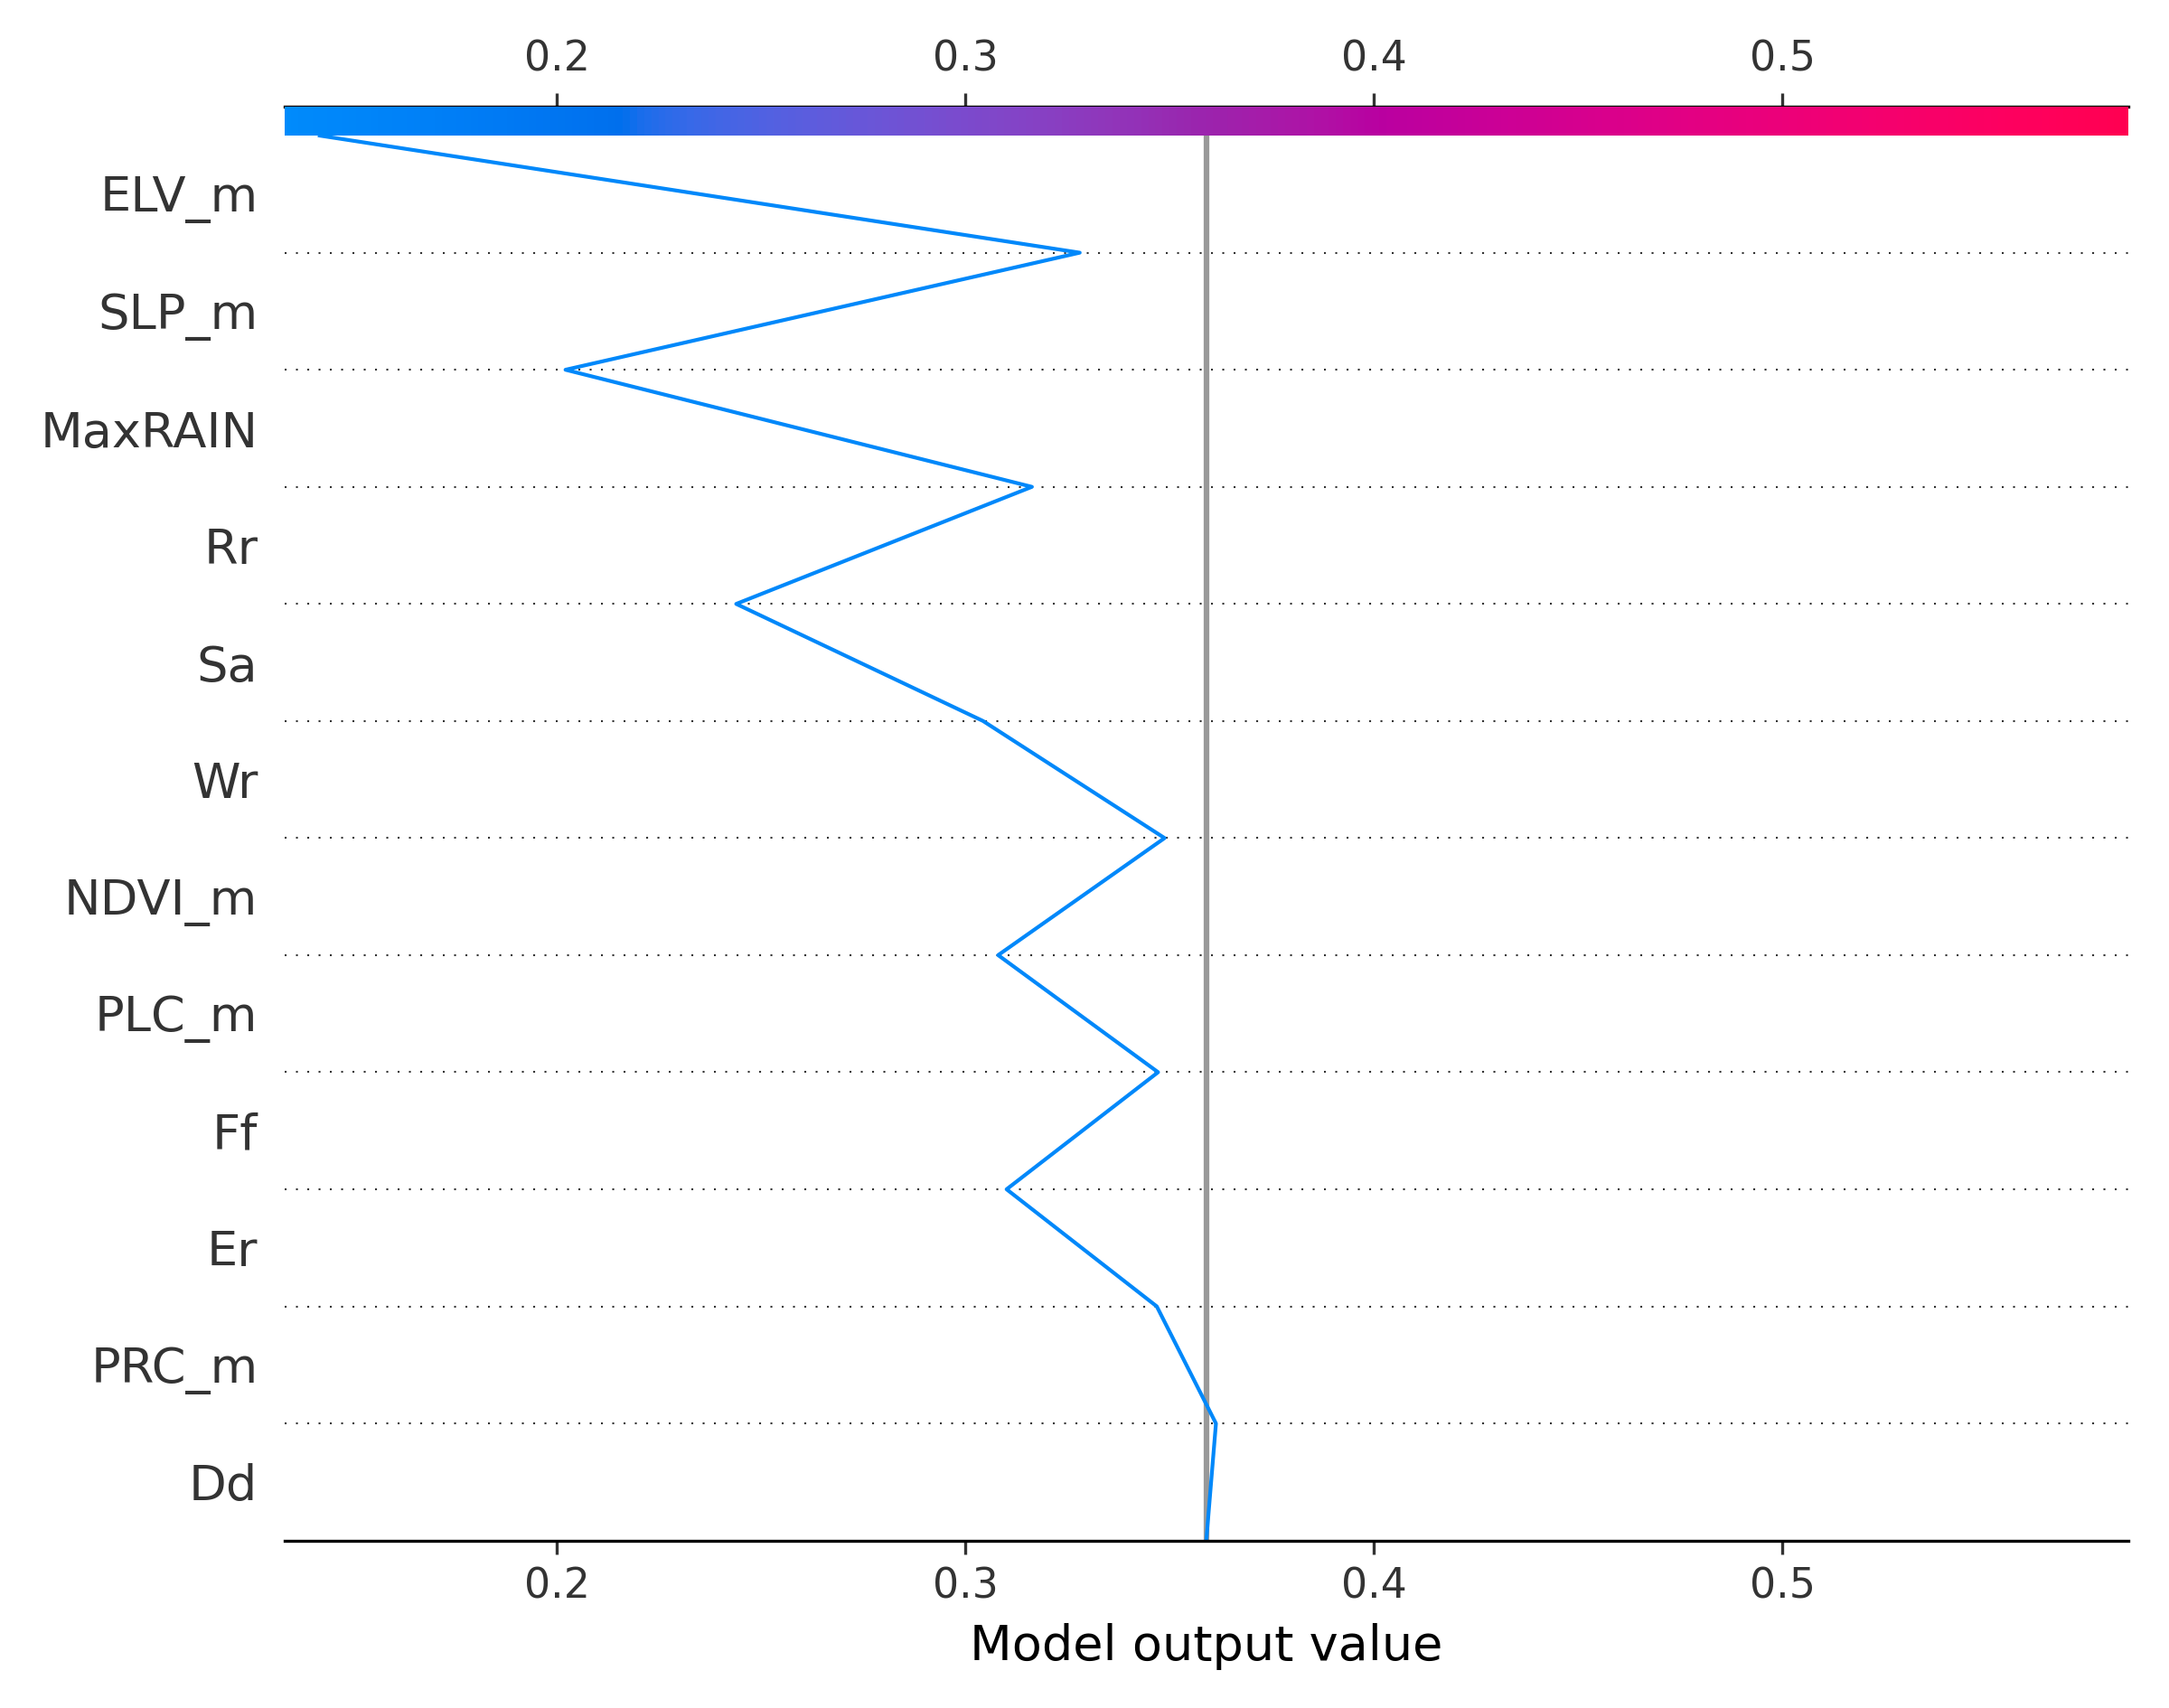 0.2 0.3 0.4 0.5
ELV_m
SLP_m
MaxRAIN
Rr
Sa
Wr
NDVI_m
PLC_m
Ff
Er
PRC_m
Dd
0.2 0.3 0.4 0.5
Model output value